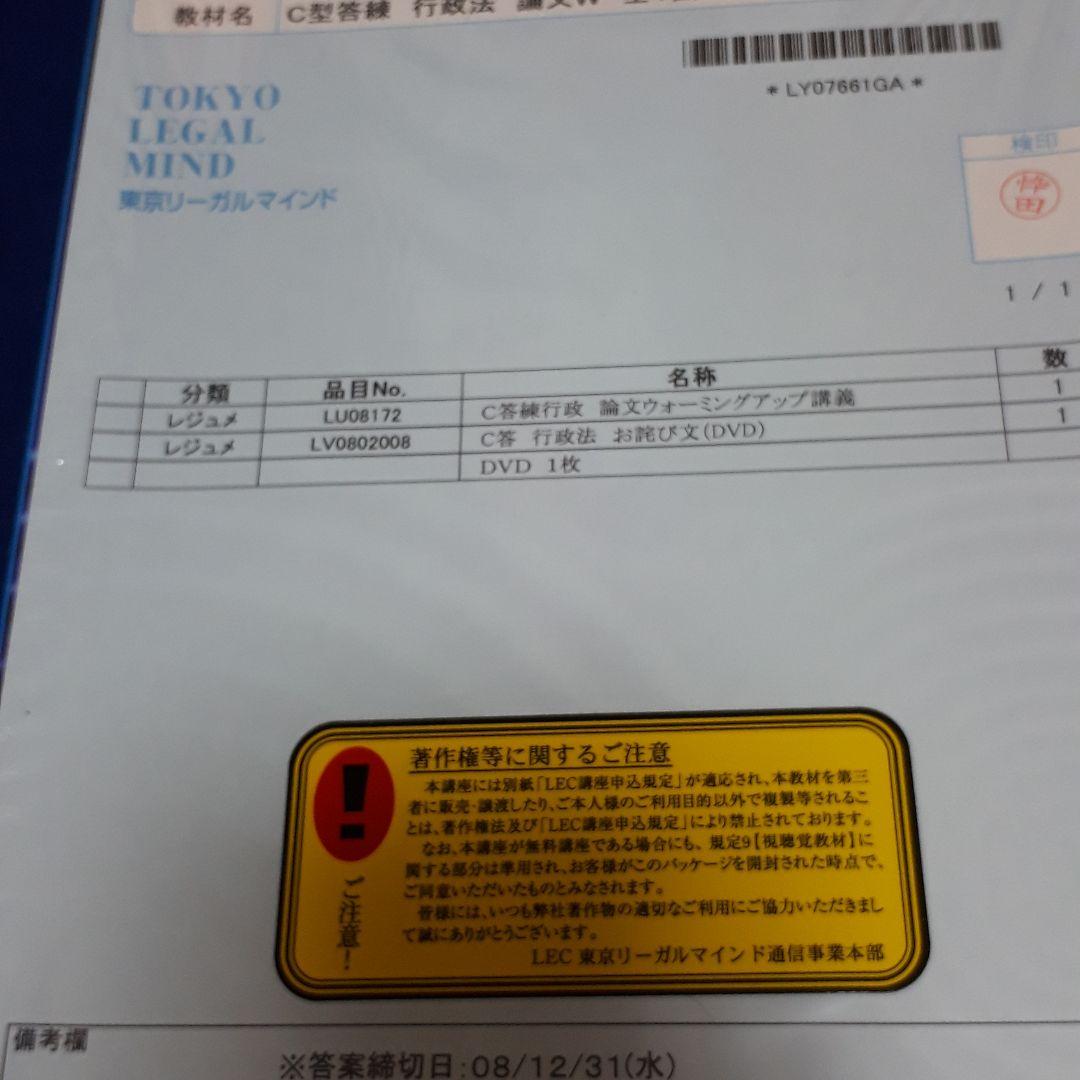 教材名 C型答練 行政法 論文W
*LY07661GA*
TOKYO
LEGAL
MIND
東京リーガルマインド
検印
田
1 / 1
分類 品目No. 名称 数
レジュメ LU08172 C答練行政 論文ウォーミングアップ講義 1
レジュメ LV0802008 C答 行政法 お詫び文(DVD) 1
DVD 1枚
著作権等に関するご注意
本講座には別紙「LEC講座申込規定」が適応され、本教材を第三
者に販売・譲渡したり、ご本人様のご利用目的以外で複製等されるこ
とは、著作権法及び「LEC講座申込規定」により禁止されております。
なお、本講座が無料講座である場合にも、規定9【視聴覚教材】に
関する部分は準用され、お客様がこのパッケージを開封された時点で、
ご同意いただいたものとみなされます。
皆様には、いつも弊社著作物の適切なご利用にご協力いただきまし
て誠にありがとうございます。
LEC 東京リーガルマインド通信事業本部
ご注意!
備考欄
※答案締切日:08/12/31(水)